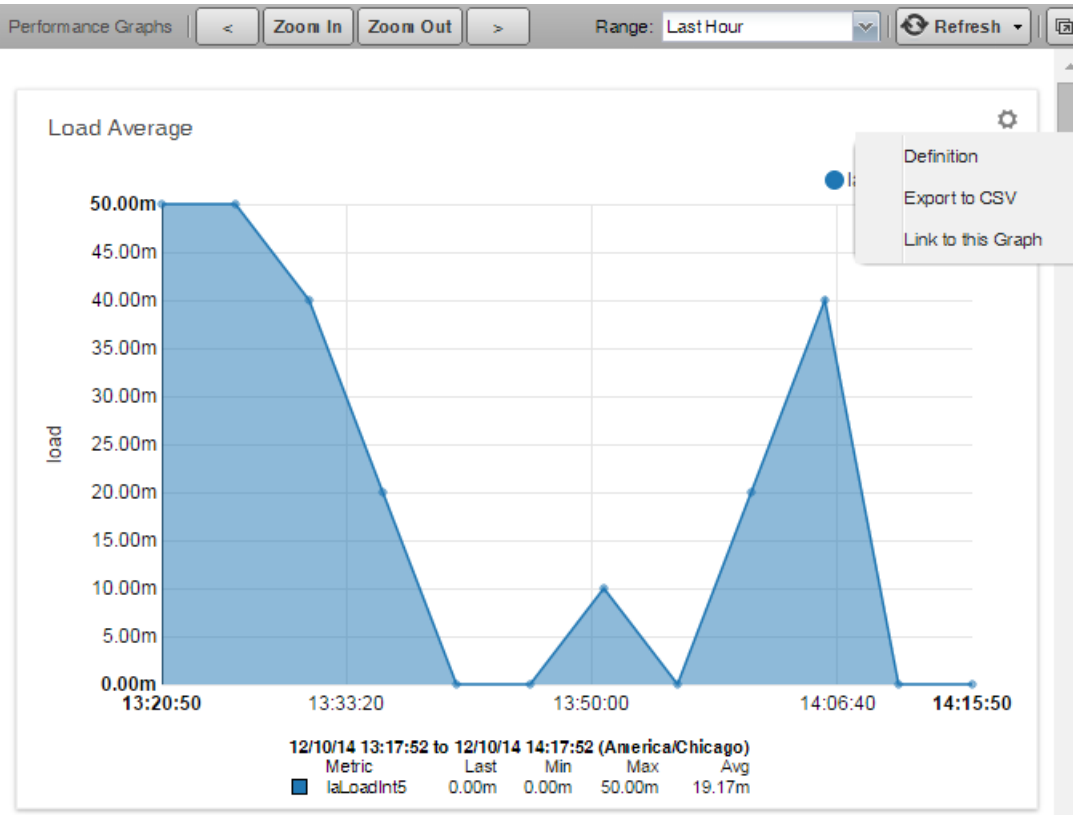 Performance Graphs < Zoom In Zoom Out > Range: Last Hour Refresh
Load Average
Definition
Export to CSV
Link to this Graph
50.00m
45.00m
40.00m
35.00m
30.00m
25.00m
20.00m
15.00m
10.00m
5.00m
0.00m
load
13:20:50 13:33:20 13:50:00 14:06:40 14:15:50
12/10/14 13:17:52 to 12/10/14 14:17:52 (America/Chicago)
Metric Last Min Max Avg
laLoadInt5 0.00m 0.00m 50.00m 19.17m